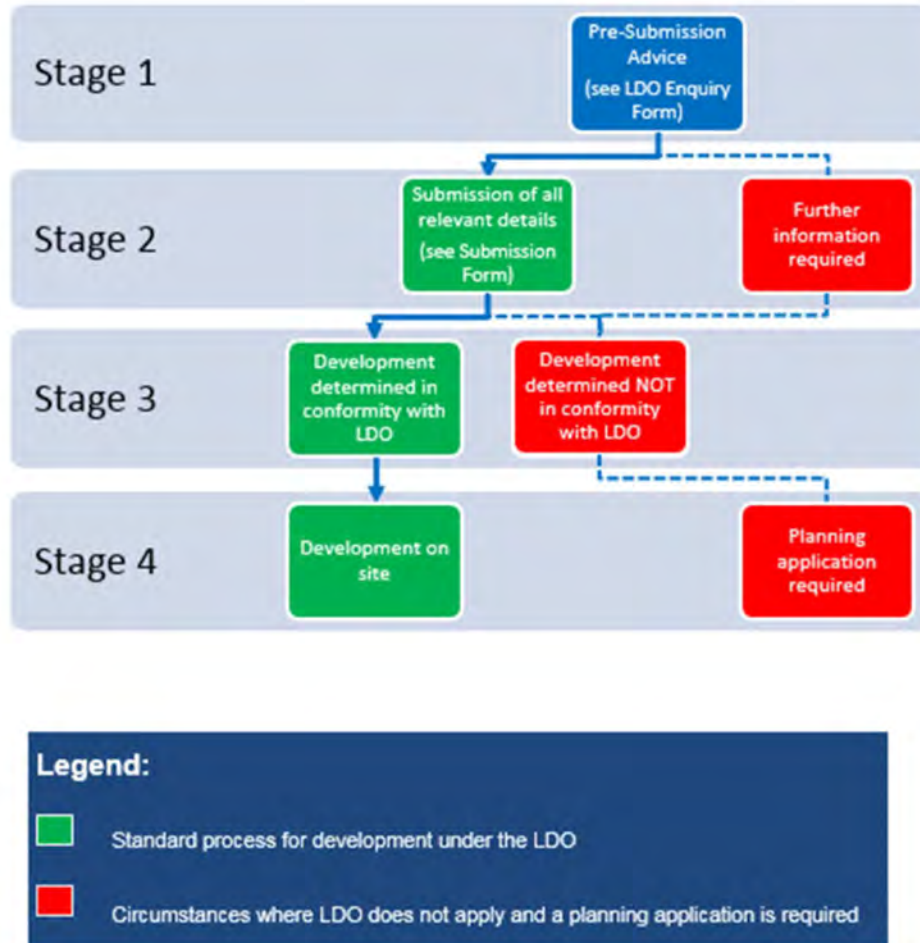 Stage 1
Pre-Submission
Advice
(see LDO Enquiry
Form)
Stage 2
Submission of all
relevant details
(see Submission
Form)
Further
information
required
Stage 3
Development
determined in
conformity with
LDO
Development
determined NOT
in conformity
with LDO
Stage 4
Development on
site
Planning
application
required
Legend:
Standard process for development under the LDO
Circumstances where LDO does not apply and a planning application is required